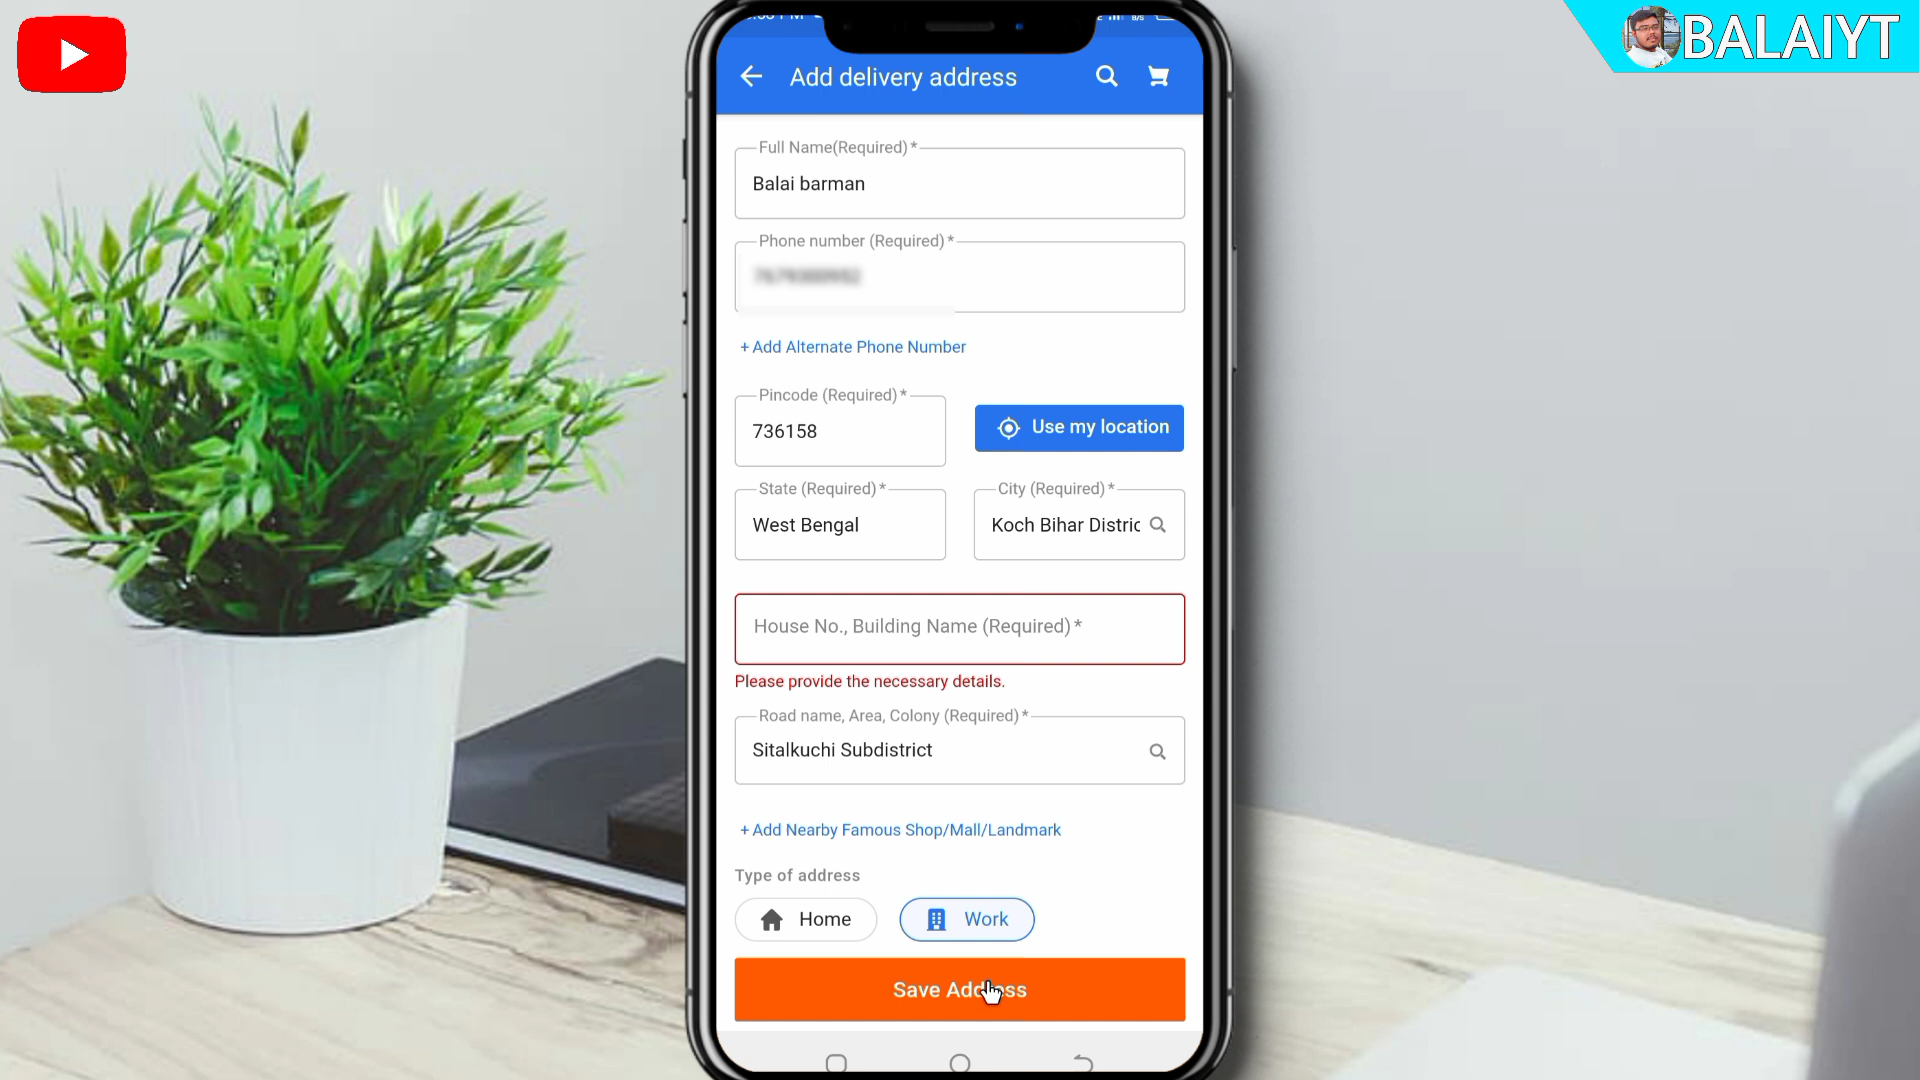 BALAIYT
Add delivery address
Full Name(Required) *
Balai barman
Phone number (Required) *
+ Add Alternate Phone Number
Pincode (Required) *
736158
Use my location
State (Required) *
West Bengal
City (Required) *
Koch Bihar Distric
House No., Building Name (Required) *
Please provide the necessary details.
Road name, Area, Colony (Required) *
Sitalkuchi Subdistrict
+ Add Nearby Famous Shop/Mall/Landmark
Type of address
Home
Work
Save Address